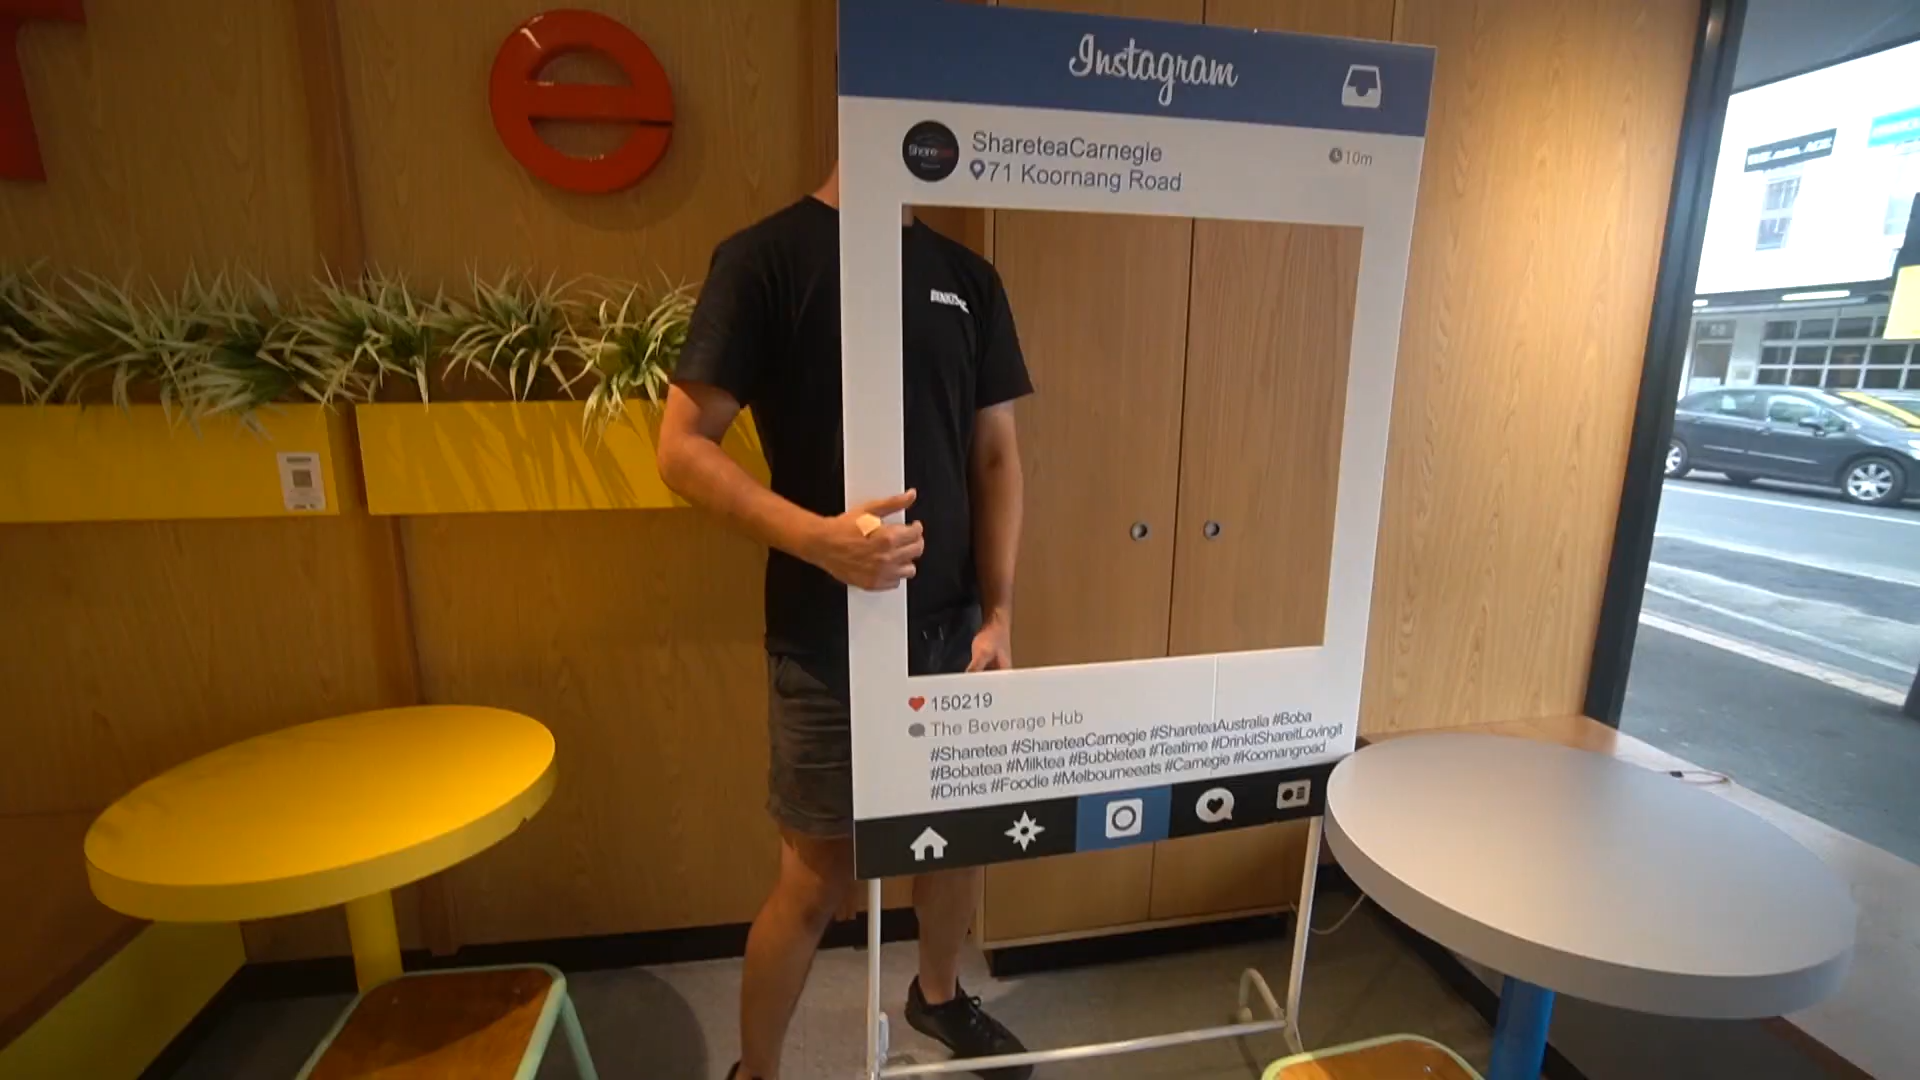 e
Instagram
Sharetea
ShareteaCarnegie
10m
71 Koornang Road
150219
The Beverage Hub
#Sharetea #ShareteaCarnegie #ShareteaAustralia #Boba
#Bobatea #Milktea #Bubbletea #Teatime #DrinkitShareitLovingit
#Drinks #Foodie #Melbourneeats #Carnegie #Koornangroad